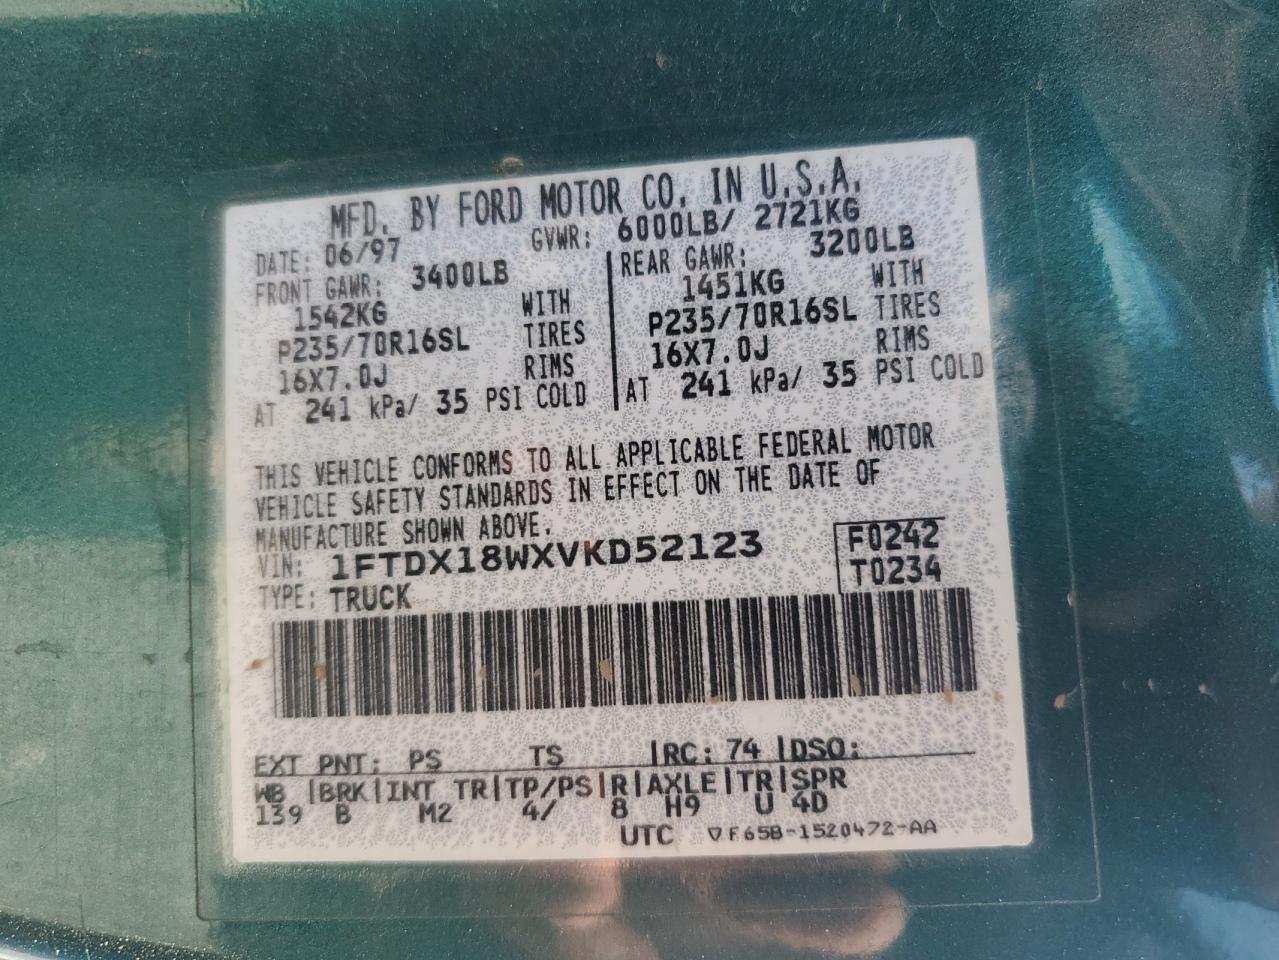 MFD. BY FORD MOTOR CO. IN U.S.A.
DATE: 06/97 GVWR: 6000LB/ 2721KG
FRONT GAWR: 3400LB
1542KG WITH
P235/70R16SL TIRES
16X7.0J RIMS
AT 241 kPa/ 35 PSI COLD
REAR GAWR: 3200LB
1451KG WITH
P235/70R16SL TIRES
16X7.0J RIMS
AT 241 kPa/ 35 PSI COLD
THIS VEHICLE CONFORMS TO ALL APPLICABLE FEDERAL MOTOR
VEHICLE SAFETY STANDARDS IN EFFECT ON THE DATE OF
MANUFACTURE SHOWN ABOVE.
VIN: 1FTDX18WXVKD52123
TYPE: TRUCK
F0242
T0234
EXT PNT: PS TS |RC: 74 |DSO:
WB |BRK|INT TR|TP/PS|R|AXLE|TR|SPR
139 B M2 4/ 8 H9 U 4D
UTC ▽F65B-1520472-AA